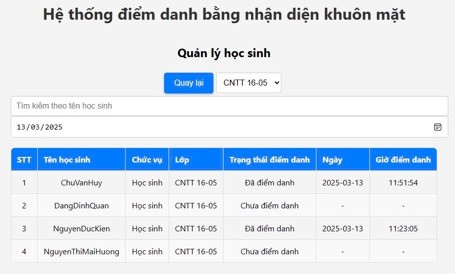 Hệ thống điểm danh bằng nhận diện khuôn mặt
Quản lý học sinh
Quay lại CNTT 16-05
Tìm kiếm theo tên học sinh
13/03/2025
STT Tên học sinh Chức vụ Lớp Trạng thái điểm danh Ngày Giờ điểm danh
1 ChuVanHuy Học sinh CNTT 16-05 Đã điểm danh 2025-03-13 11:51:54
2 DangDinhQuan Học sinh CNTT 16-05 Chưa điểm danh - -
3 NguyenDucKien Học sinh CNTT 16-05 Đã điểm danh 2025-03-13 11:23:05
4 NguyenThiMaiHuong Học sinh CNTT 16-05 Chưa điểm danh - -